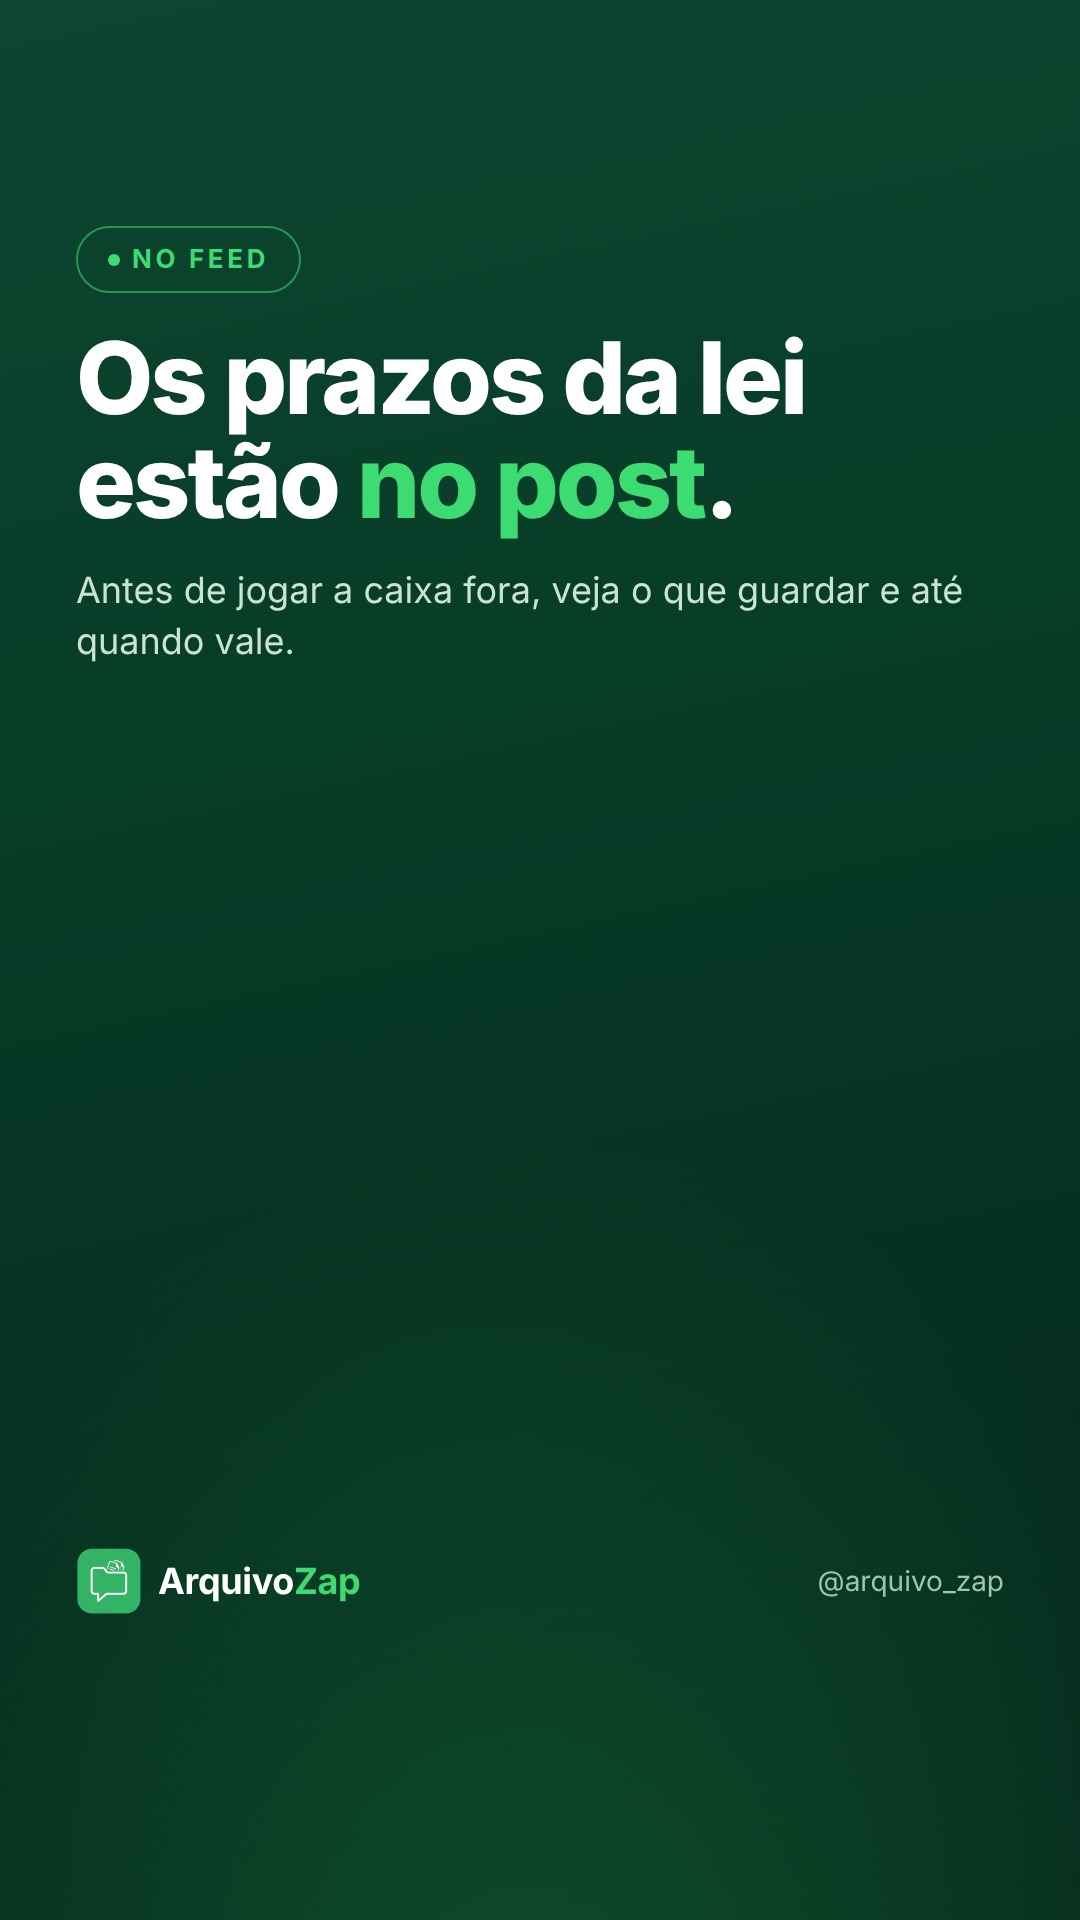 NO FEED
Os prazos da lei
estão no post.
Antes de jogar a caixa fora, veja o que guardar e até
quando vale.
ArquivoZap
@arquivo_zap